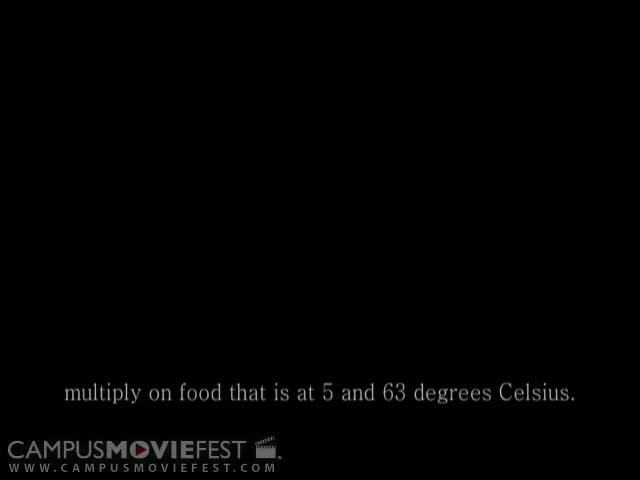 multiply on food that is at 5 and 63 degrees Celsius.
CAMPUSMOVIEFEST
WWW.CAMPUSMOVIEFEST.COM